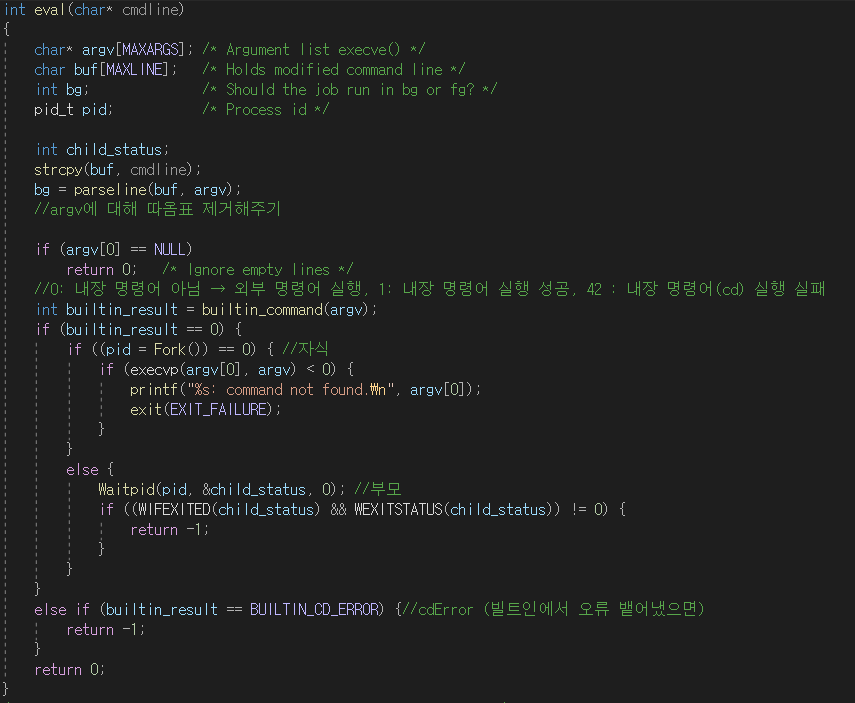 int eval(char* cmdline)
{
    char* argv[MAXARGS]; /* Argument list execve() */
    char buf[MAXLINE];   /* Holds modified command line */
    int bg;              /* Should the job run in bg or fg? */
    pid_t pid;           /* Process id */

    int child_status;
    strcpy(buf, cmdline);
    bg = parseline(buf, argv);
    //argv에 대해 따옴표 제거해주기

    if (argv[0] == NULL)
        return 0;   /* Ignore empty lines */
    //0: 내장 명령어 아님 → 외부 명령어 실행, 1: 내장 명령어 실행 성공, 42 : 내장 명령어(cd) 실행 실패
    int builtin_result = builtin_command(argv);
    if (builtin_result == 0) {
        if ((pid = Fork()) == 0) { //자식
            if (execvp(argv[0], argv) < 0) {
                printf("%s: command not found.₩n", argv[0]);
                exit(EXIT_FAILURE);
            }
        }
        else {
            Waitpid(pid, &child_status, 0); //부모
            if ((WIFEXITED(child_status) && WEXITSTATUS(child_status)) != 0) {
                return -1;
            }
        }
    }
    else if (builtin_result == BUILTIN_CD_ERROR) {//cdError (빌트인에서 오류 뱉어냈으면)
        return -1;
    }
    return 0;
}